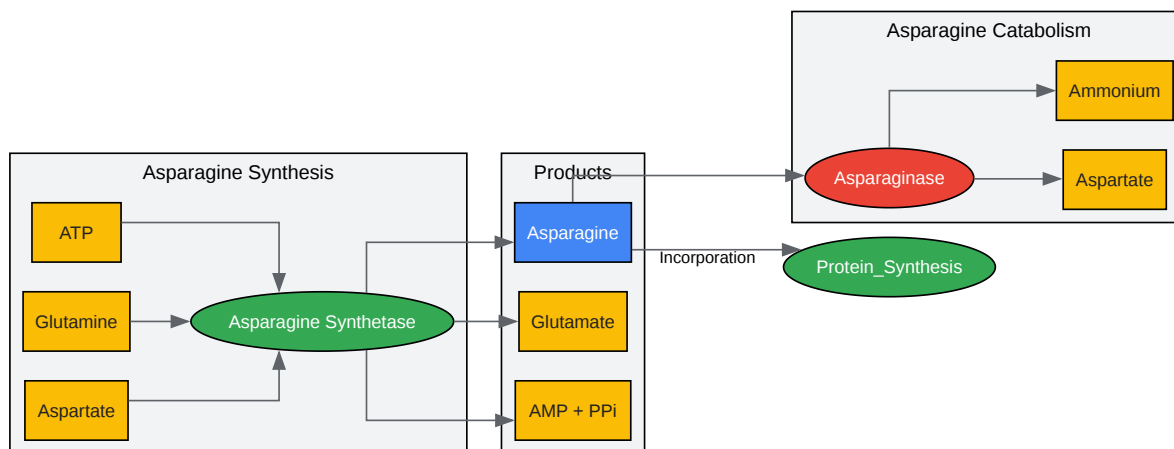 Asparagine Catabolism
Ammonium
Asparaginase
Aspartate
Asparagine Synthesis
ATP
Glutamine
Aspartate
Asparagine Synthetase
Products
Asparagine
Glutamate
AMP + PPi
Incorporation
Protein_Synthesis